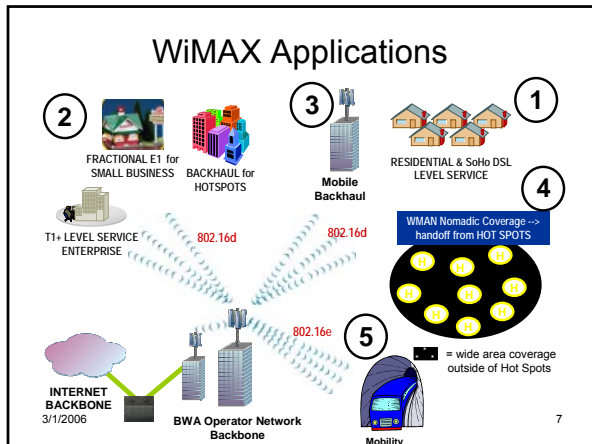 WiMAX Applications
1
2
3
FRACTIONAL E1 for
SMALL BUSINESS
BACKHAUL for
HOTSPOTS
Mobile
Backhaul
RESIDENTIAL & SoHo DSL
LEVEL SERVICE
4
T1+ LEVEL SERVICE
ENTERPRISE
802.16d
802.16d
WMAN Nomadic Coverage -->
handoff from HOT SPOTS
H
H
H
H
H
H
H
H
H
802.16e
5
= wide area coverage
outside of Hot Spots
INTERNET
BACKBONE
BWA Operator Network
Backbone
Mobility
3/1/2006
7